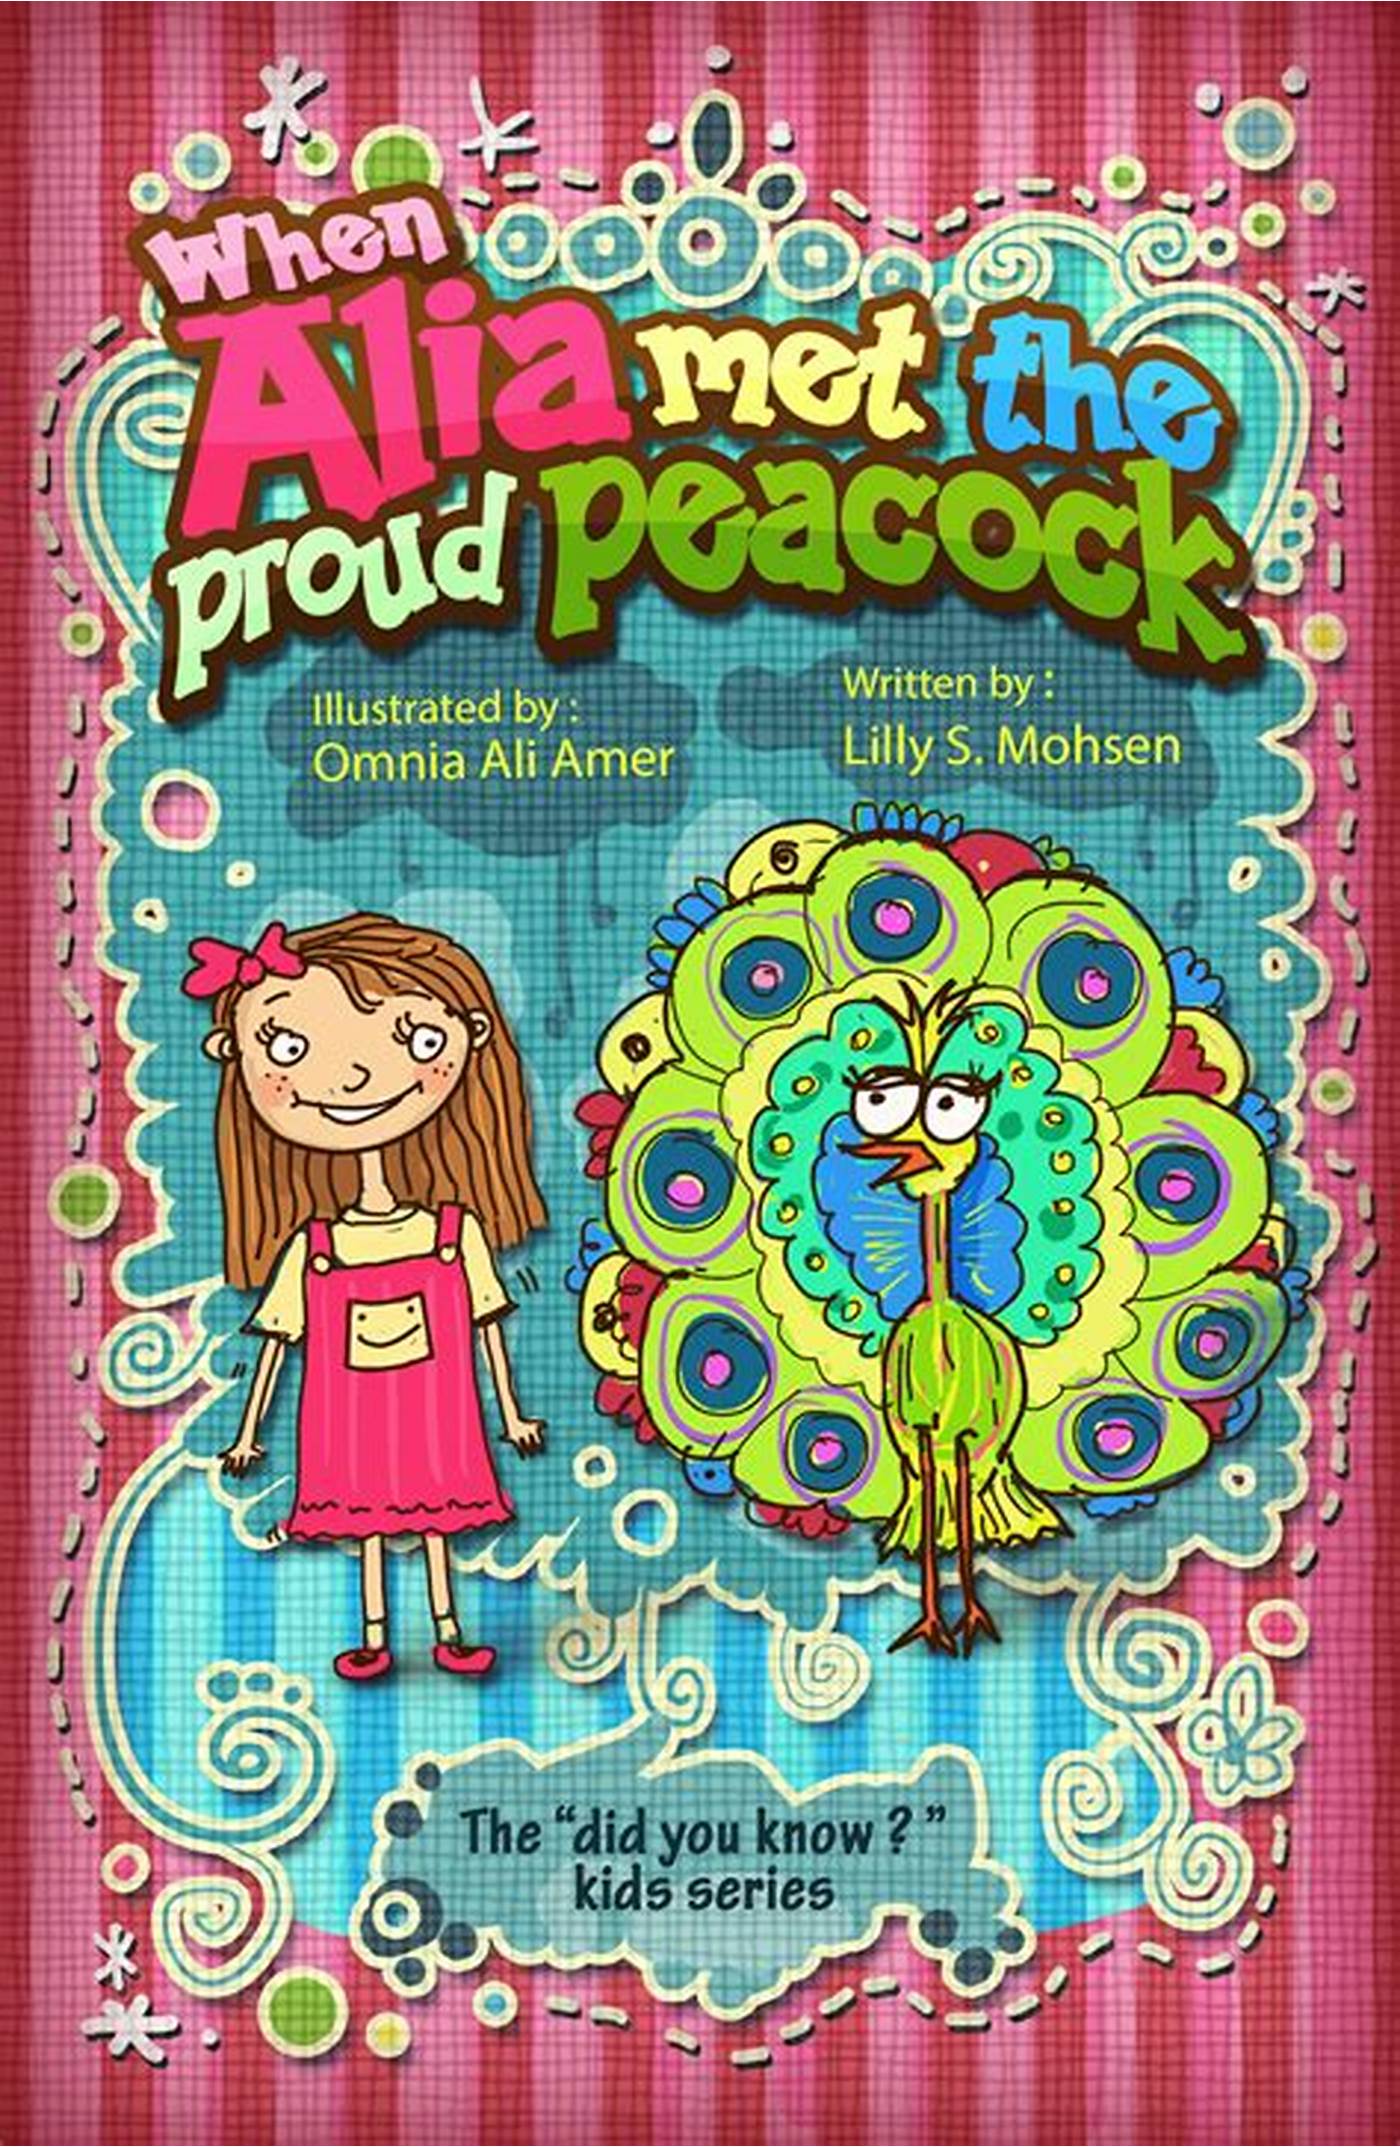 When
Alia met the
proud peacock
Illustrated by :
Omnia Ali Amer
Written by :
Lilly S. Mohsen
The “did you know ? ”
kids series